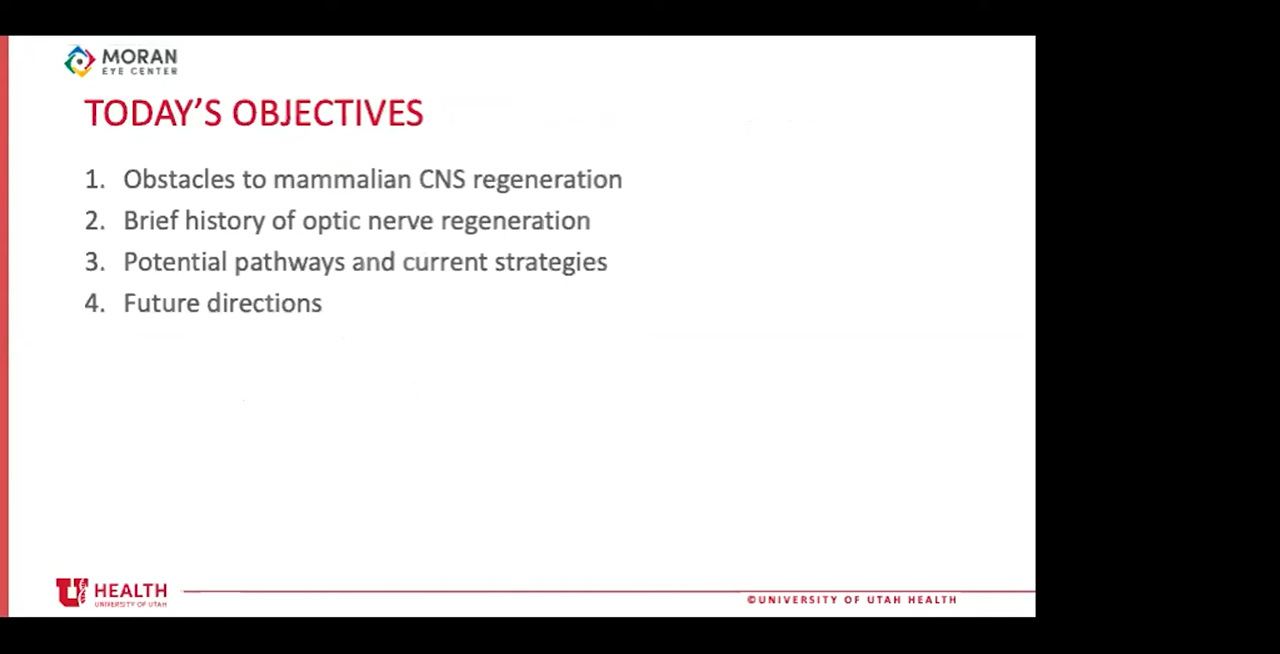 MORAN
EYE CENTER
TODAY'S OBJECTIVES
1. Obstacles to mammalian CNS regeneration
2. Brief history of optic nerve regeneration
3. Potential pathways and current strategies
4. Future directions
U HEALTH
UNIVERSITY OF UTAH
©UNIVERSITY OF UTAH HEALTH